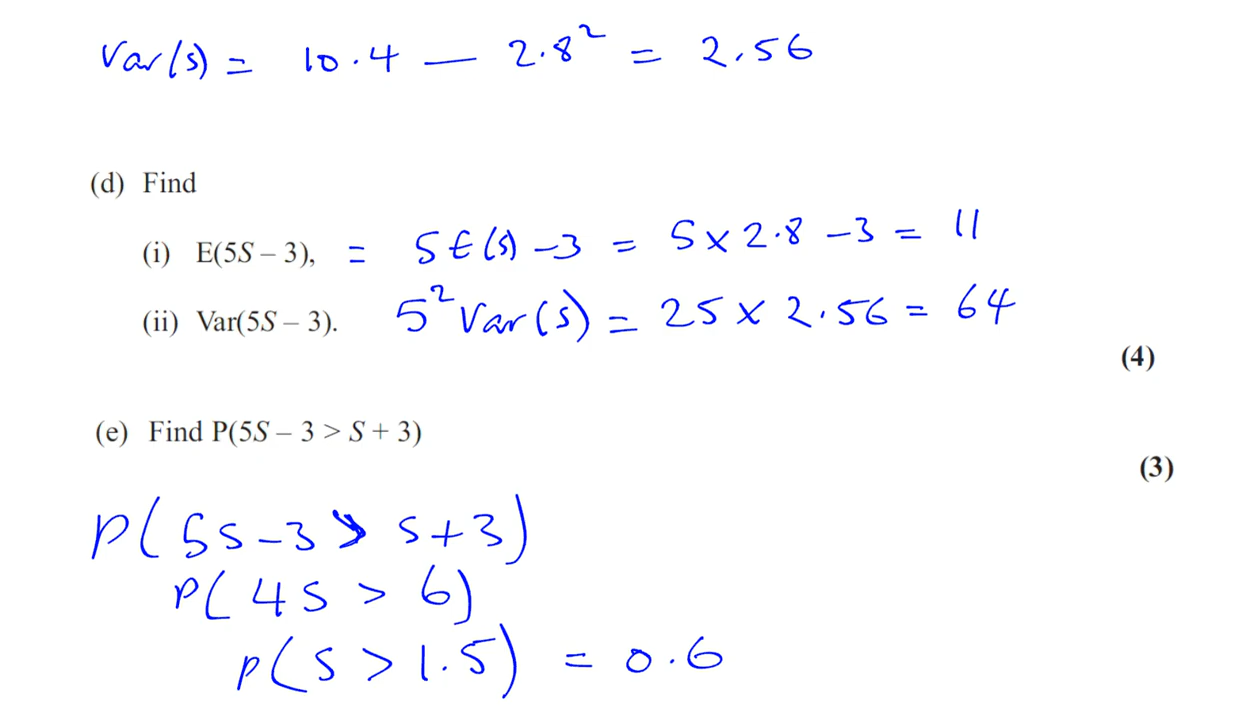 Var(s) = 10.4 — 2.8² = 2.56
(d) Find
(i) E(5S – 3), = 5E(s) – 3 = 5 × 2.8 – 3 = 11
(ii) Var(5S – 3). 5² Var(s) = 25 × 2.56 = 64
(4)
(e) Find P(5S – 3 > S + 3)
(3)
P(5s – 3 > s + 3)
P(4s > 6)
P(s > 1.5) = 0.6